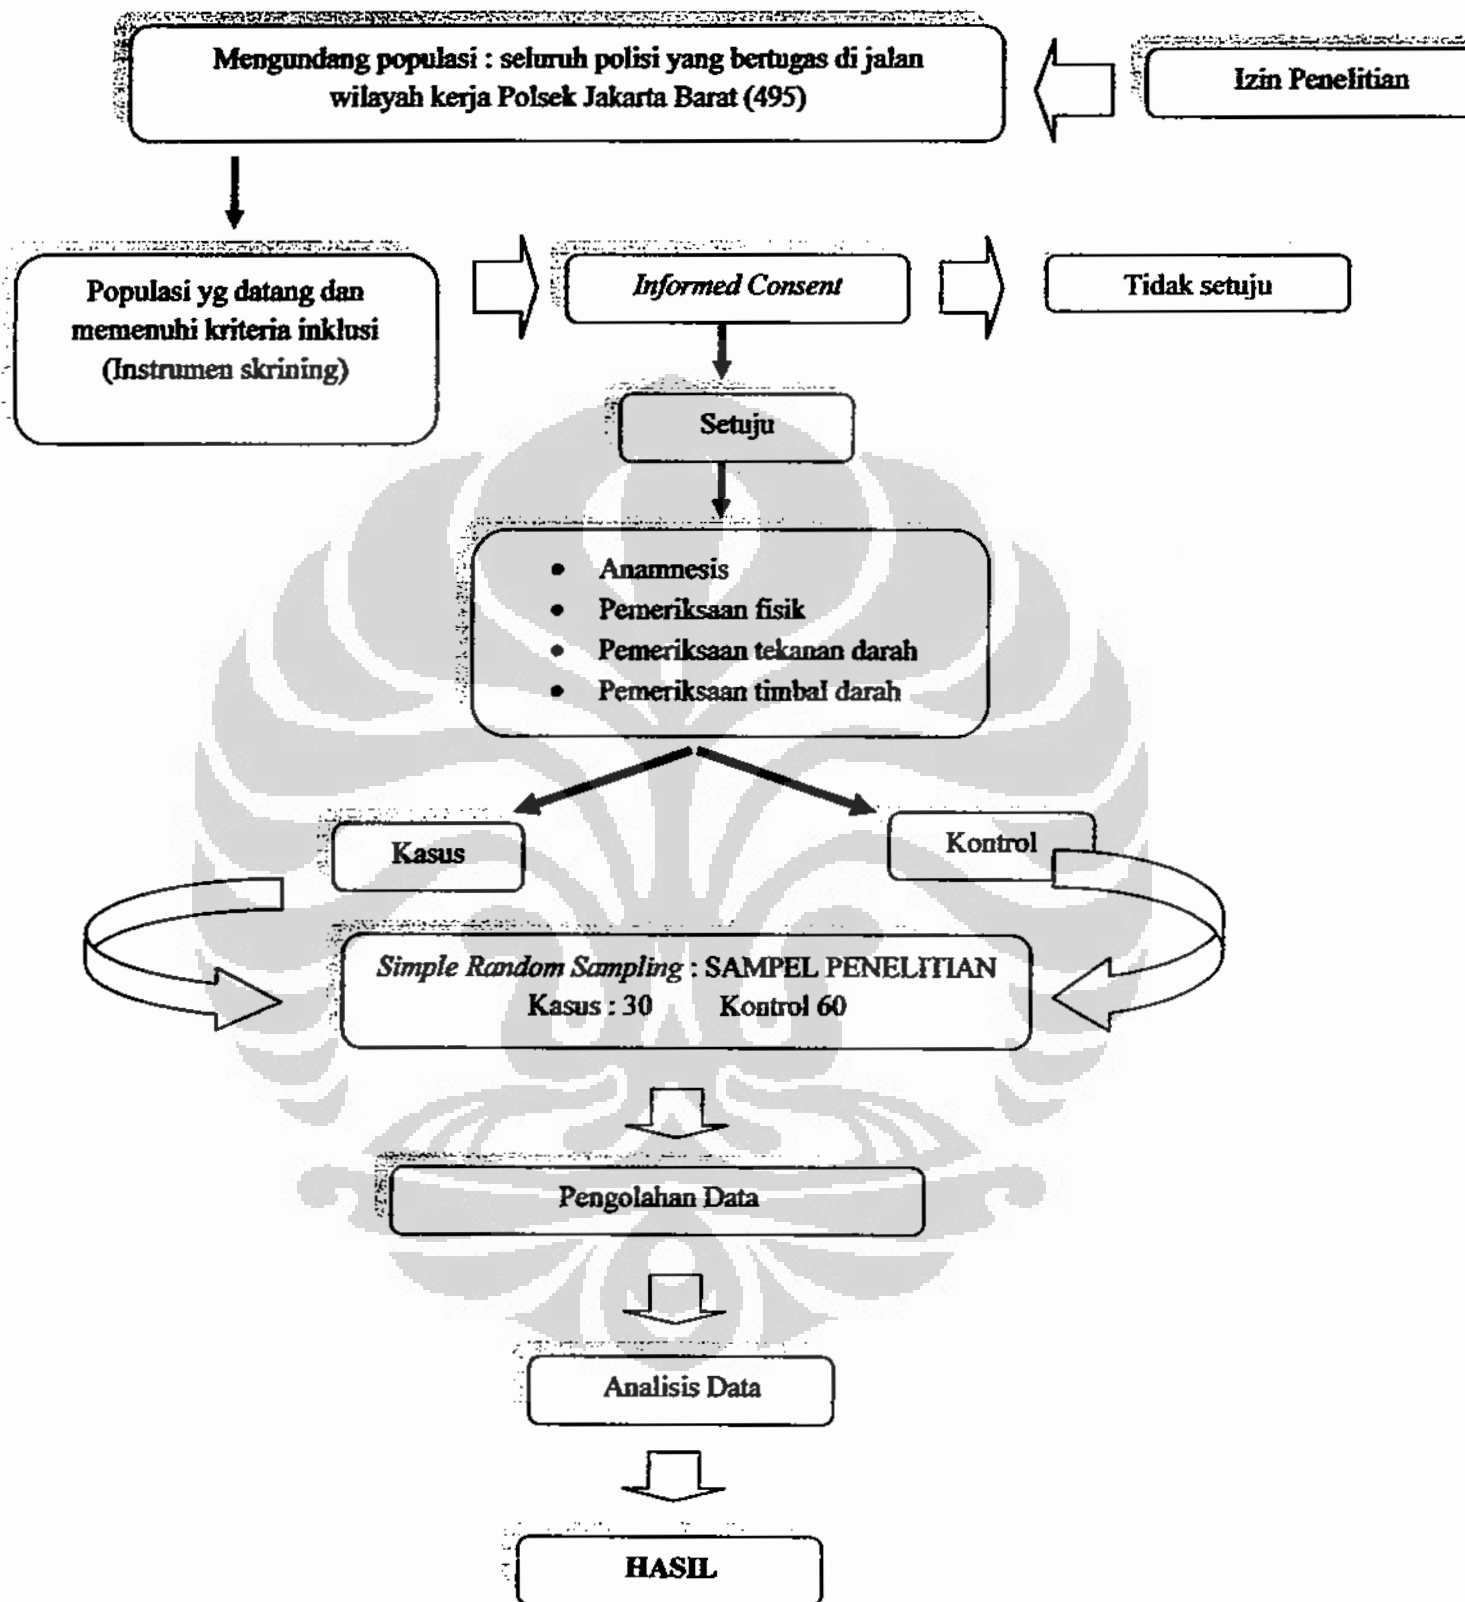 Mengundang populasi : seluruh polisi yang bertugas di jalan
wilayah kerja Polsek Jakarta Barat (495)
Izin Penelitian
Populasi yg datang dan
memenuhi kriteria inklusi
(Instrumen skrining)
Informed Consent
Tidak setuju
Setuju
• Anamnesis
• Pemeriksaan fisik
• Pemeriksaan tekanan darah
• Pemeriksaan timbal darah
Kasus
Kontrol
Simple Random Sampling : SAMPEL PENELITIAN
Kasus : 30 Kontrol 60
Pengolahan Data
Analisis Data
HASIL